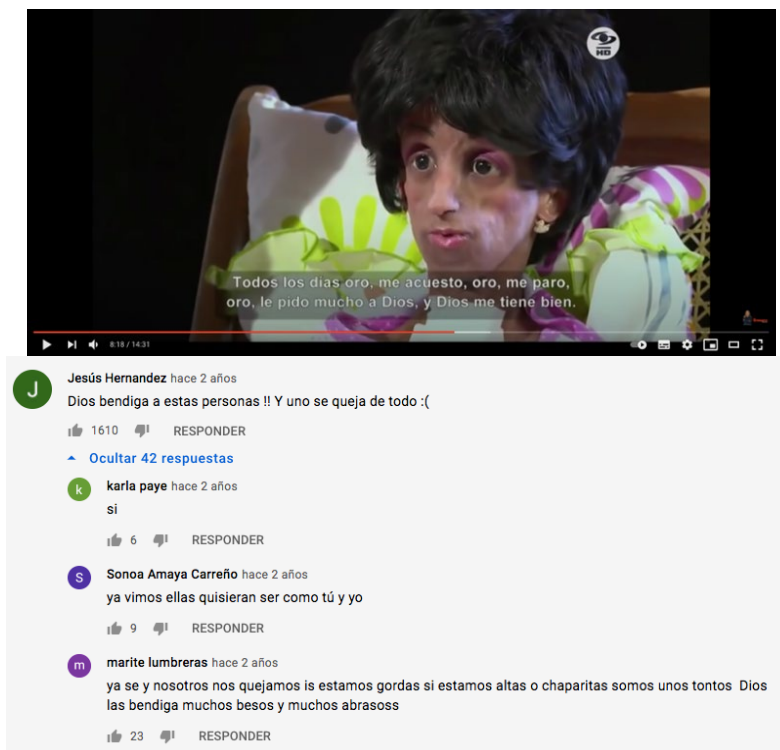 HD
Todos los días oro, me acuesto, oro, me paro,
oro, le pido mucho a Dios, y Dios me tiene bien.
8:18 / 14:31
J
Jesús Hernandez hace 2 años
Dios bendiga a estas personas !! Y uno se queja de todo :(
1610 RESPONDER
Ocultar 42 respuestas
k
karla paye hace 2 años
si
6 RESPONDER
S
Sonoa Amaya Carreño hace 2 años
ya vimos ellas quisieran ser como tú y yo
9 RESPONDER
m
marite lumbreras hace 2 años
ya se y nosotros nos quejamos is estamos gordas si estamos altas o chaparitas somos unos tontos Dios
las bendiga muchos besos y muchos abrasoss
23 RESPONDER